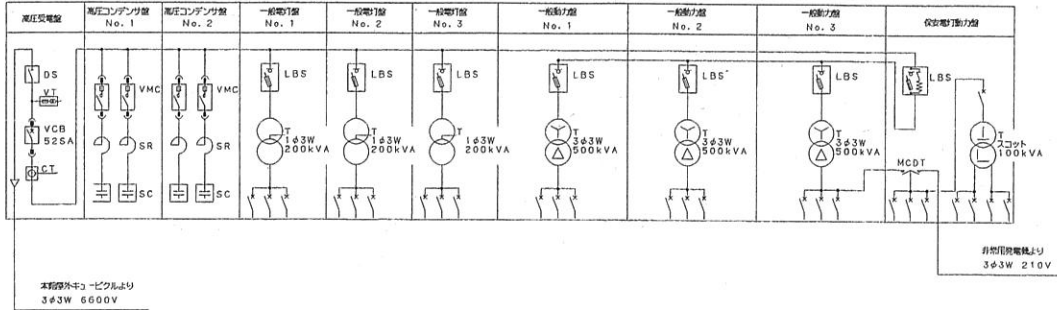 高圧受電盤
高圧コンデンサ盤
No. 1
高圧コンデンサ盤
No. 2
一般電灯盤
No. 1
一般電灯盤
No. 2
一般電灯盤
No. 3
一般動力盤
No. 1
一般動力盤
No. 2
一般動力盤
No. 3
保安電灯動力盤
DS
VT
VCB
52SA
CT
VMC
SR
SC
VMC
SR
SC
LBS
T
1φ3W
200kVA
LBS
T
1φ3W
200kVA
LBS
T
1φ3W
200kVA
LBS
T
3φ3W
500kVA
LBS
T
3φ3W
500kVA
LBS
T
3φ3W
500kVA
MCDT
LBS
T
スコット
100kVA
本館屋外キュービクルより
3φ3W 6600V
非常用発電機より
3φ3W 210V